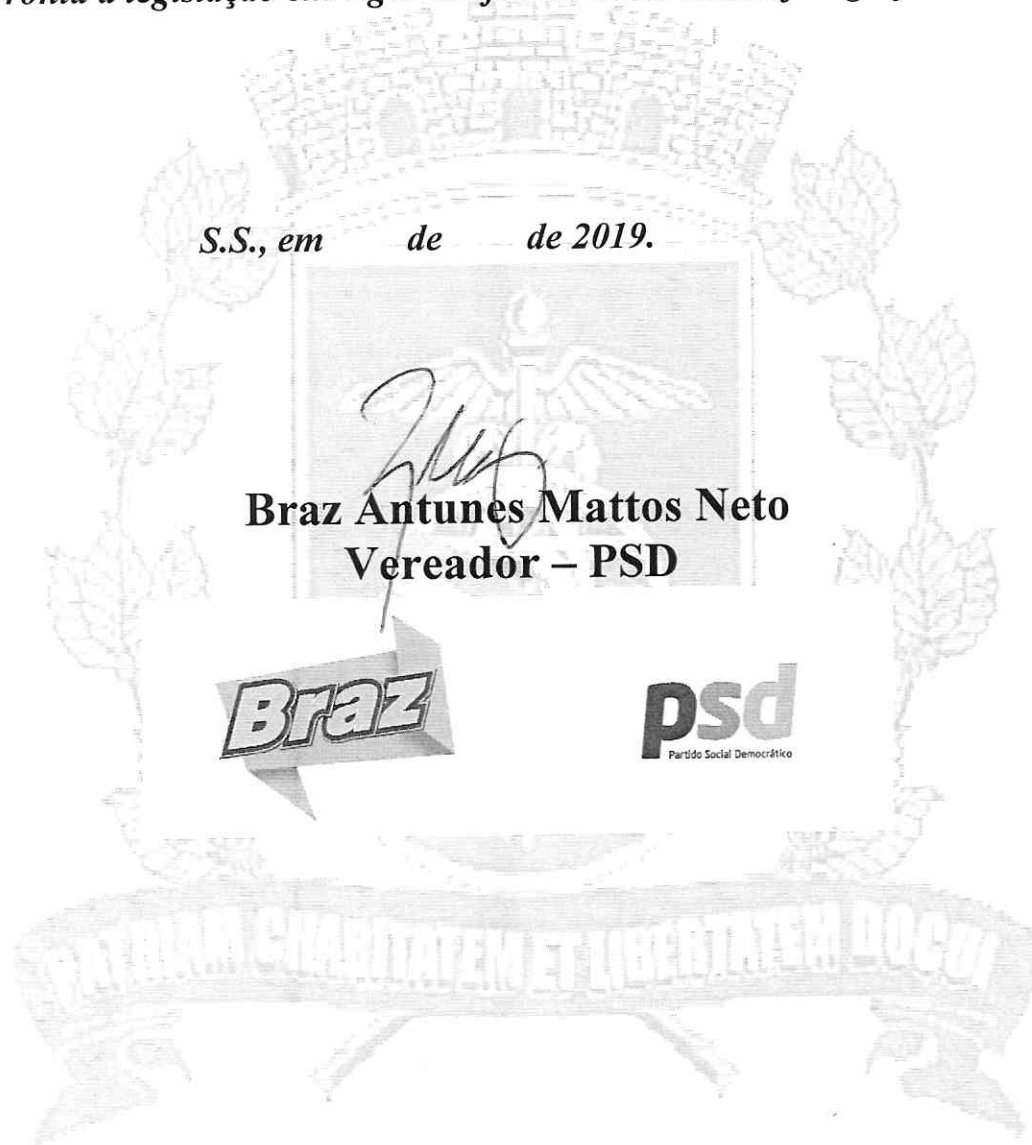 a legislação
S.S., em de de 2019.
Braz Antunes Mattos Neto
Vereador – PSD
Braz
psd
Partido Social Democrático
PATRIAM CHARITATEM ET LIBERTATEM DOCUI